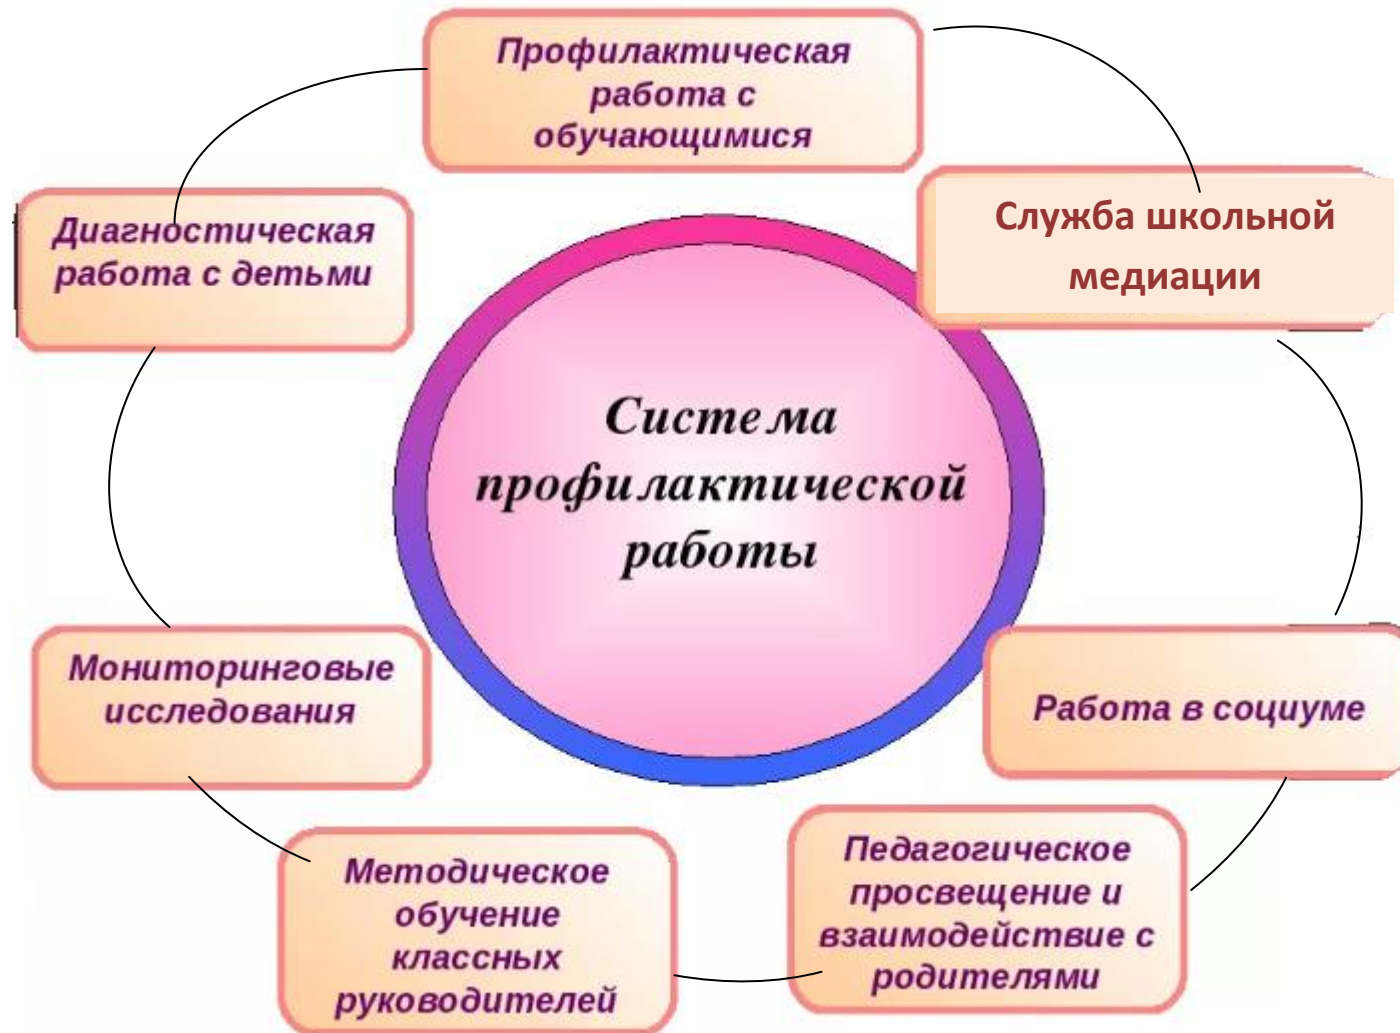 Профилактическая
работа с
обучающимися
Служба школьной
медиации
Диагностическая
работа с детьми
Система
профилактической
работы
Мониторинговые
исследования
Работа в социуме
Методическое
обучение
классных
руководителей
Педагогическое
просвещение и
взаимодействие с
родителями